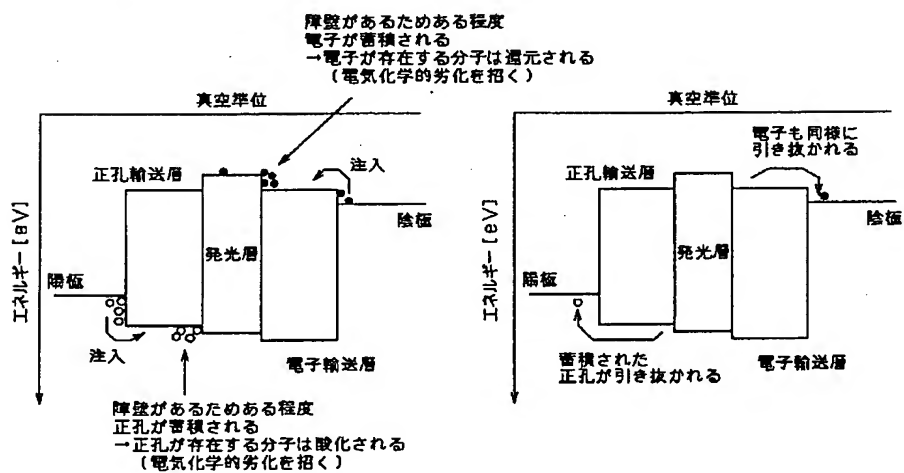 障壁があるためある程度
電子が蓄積される
→電子が存在する分子は還元される
(電気化学的劣化を招く)
真空準位
注入
正孔輸送層
陰極
エネルギー[eV]
発光層
陽極
注入
電子輸送層
障壁があるためある程度
正孔が蓄積される
→正孔が存在する分子は酸化される
(電気化学的劣化を招く)
真空準位
電子も同様に
引き抜かれる
正孔輸送層
陰極
エネルギー[eV]
発光層
陽極
蓄積された
正孔が引き抜かれる
電子輸送層